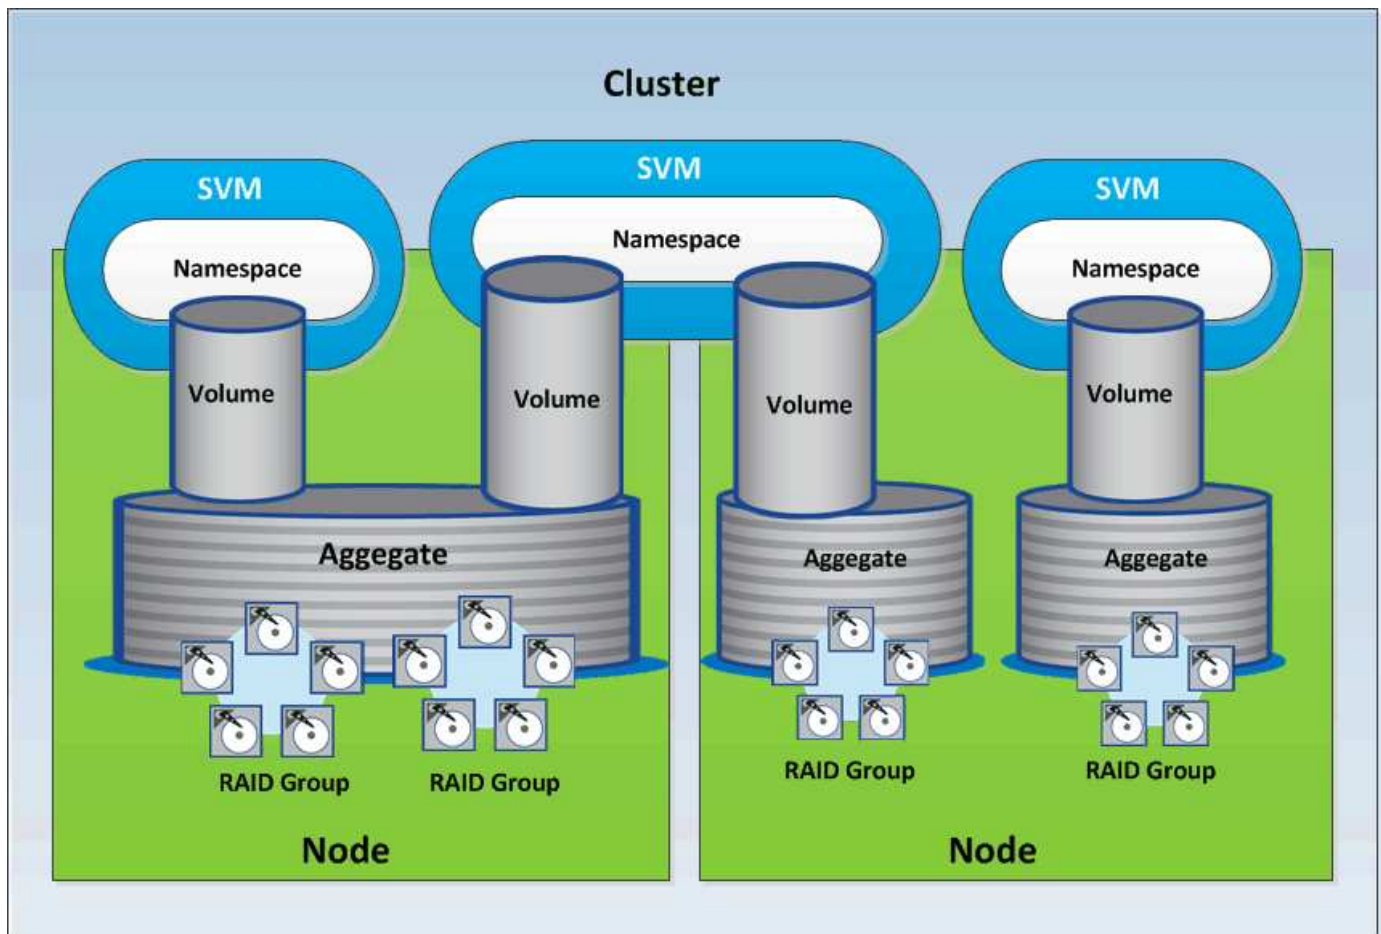 Cluster
SVM
SVM
SVM
Namespace
Namespace
Namespace
Volume
Volume
Volume
Volume
Aggegate
Aggegate
Aggegate
RAID Group
RAID Group
RAID Group
RAID Group
Node
Node